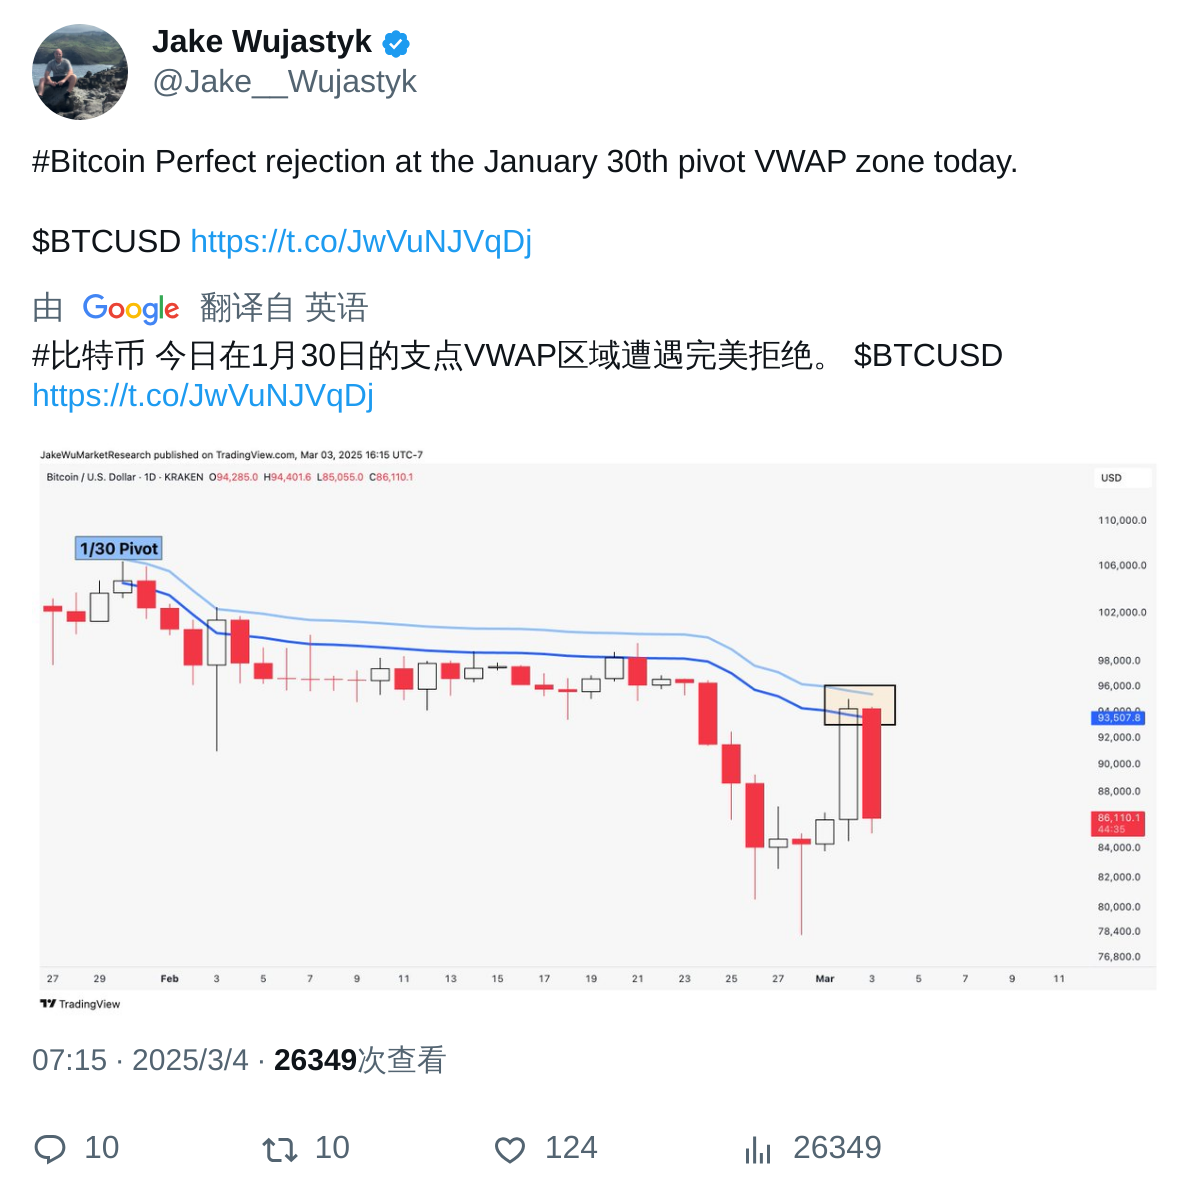 Jake Wujastyk
@Jake__Wujastyk
#Bitcoin Perfect rejection at the January 30th pivot VWAP zone today.
$BTCUSD https://t.co/JwVuNJVqDj
由 Google 翻译自 英语
#比特币 今日在1月30日的支点VWAP区域遭遇完美拒绝。 $BTCUSD
https://t.co/JwVuNJVqDj
JakeWuMarketResearch published on TradingView.com, Mar 03, 2025 16:15 UTC-7
Bitcoin / U.S. Dollar · 1D · KRAKEN O94,285.0 H94,401.6 L85,055.0 C86,110.1
USD
110,000.0
1/30 Pivot
106,000.0
102,000.0
98,000.0
96,000.0
94,000.0
93,507.8
92,000.0
90,000.0
88,000.0
86,110.1
44:35
84,000.0
82,000.0
80,000.0
78,400.0
76,800.0
27 29 Feb 3 5 7 9 11 13 15 17 19 21 23 25 27 Mar 3 5 7 9 11
TradingView
07:15 · 2025/3/4 · 26349次查看
10 10 124 26349